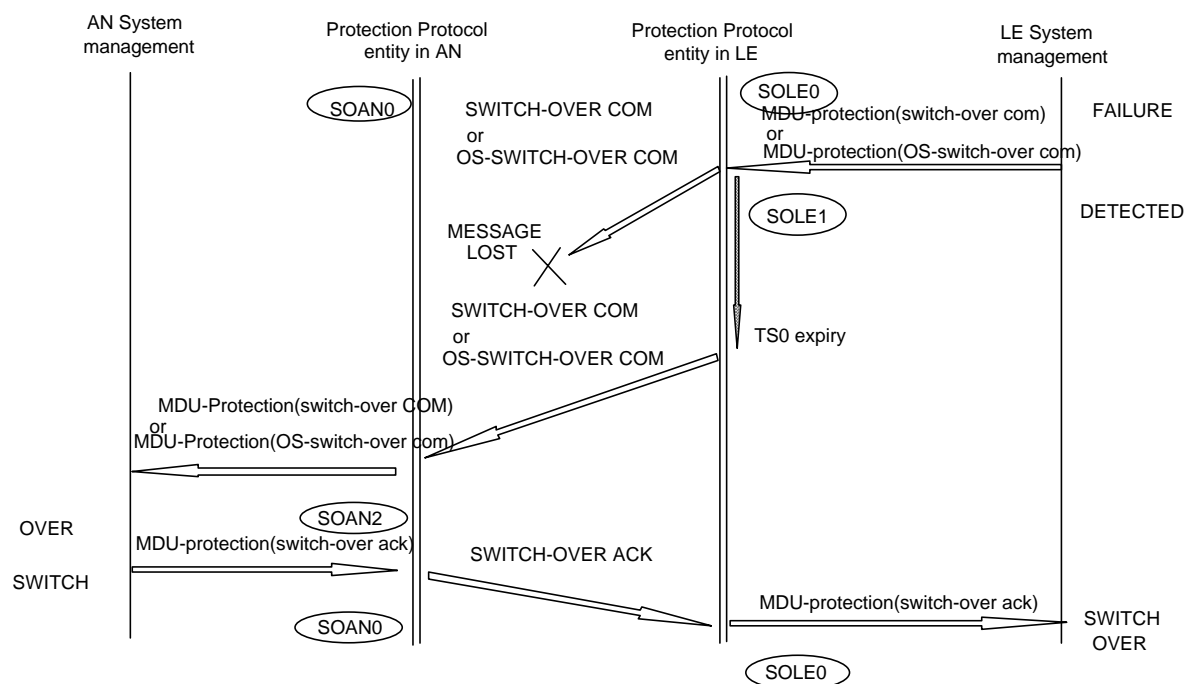 AN System
management
Protection Protocol
entity in AN
Protection Protocol
entity in LE
LE System
management
SOAN0
SWITCH-OVER COM
or
OS-SWITCH-OVER COM
SOLE0
MDU-protection(switch-over com)
or
MDU-protection(OS-switch-over com)
FAILURE
DETECTED
SOLE1
MESSAGE
LOST
SWITCH-OVER COM
or
OS-SWITCH-OVER COM
TS0 expiry
MDU-Protection(switch-over COM)
or
MDU-Protection(OS-switch-over com)
SOAN2
OVER
SWITCH
MDU-protection(switch-over ack)
SWITCH-OVER ACK
MDU-protection(switch-over ack)
SWITCH
OVER
SOAN0
SOLE0